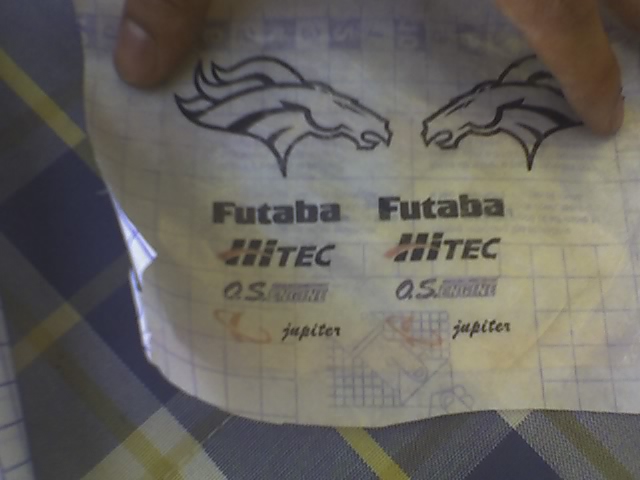 Futaba Futaba
HiTEC HiTEC
O.S. ENGINE O.S. ENGINE
jupiter jupiter